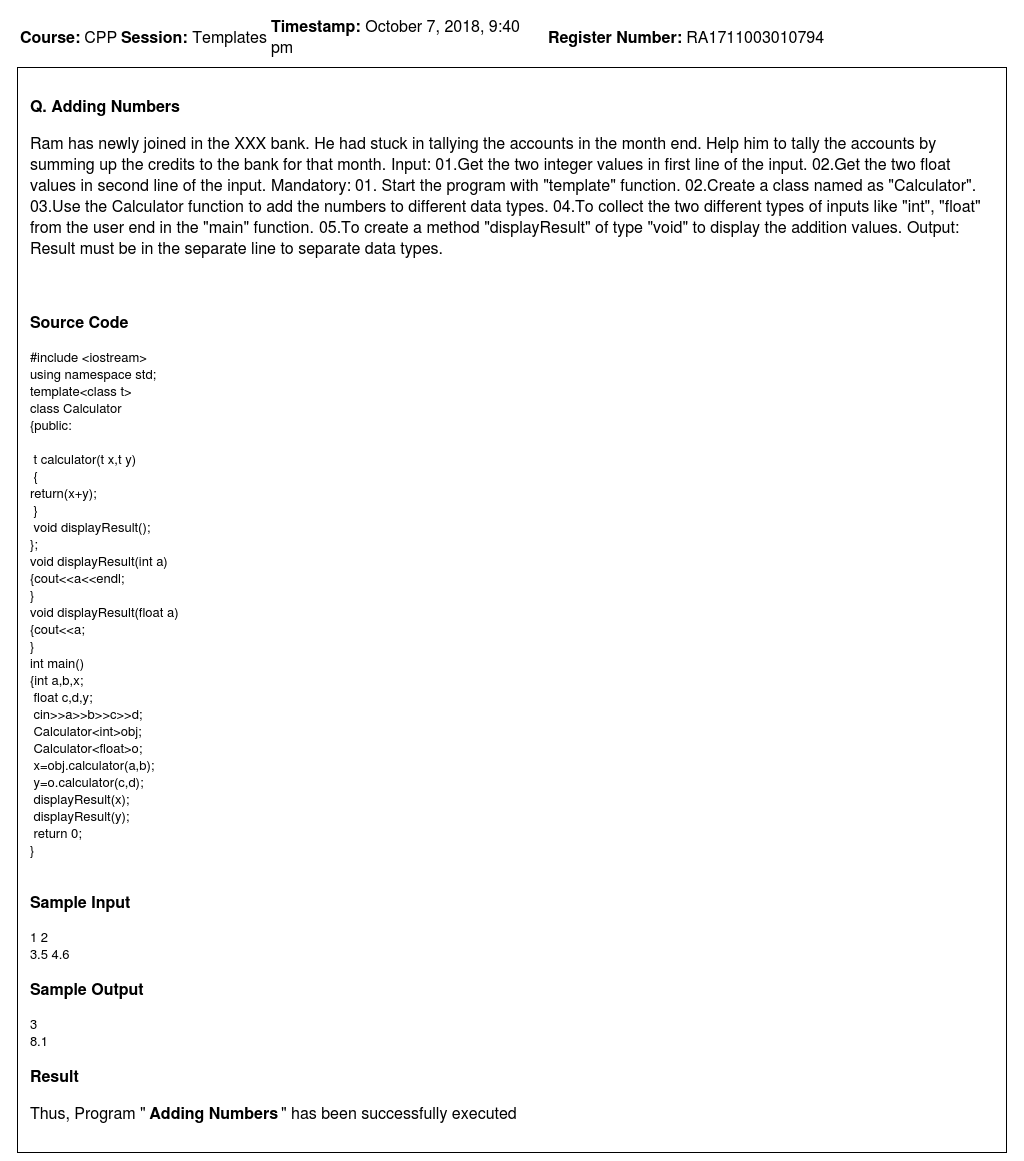 Course: CPP Session: Templates Timestamp: October 7, 2018, 9:40 pm Register Number: RA1711003010794
Q. Adding Numbers
Ram has newly joined in the XXX bank. He had stuck in tallying the accounts in the month end. Help him to tally the accounts by
summing up the credits to the bank for that month. Input: 01.Get the two integer values in first line of the input. 02.Get the two float
values in second line of the input. Mandatory: 01. Start the program with "template" function. 02.Create a class named as "Calculator".
03.Use the Calculator function to add the numbers to different data types. 04.To collect the two different types of inputs like "int", "float"
from the user end in the "main" function. 05.To create a method "displayResult" of type "void" to display the addition values. Output:
Result must be in the separate line to separate data types.
Source Code
#include <iostream>
using namespace std;
template<class t>
class Calculator
{public:
t calculator(t x,t y)
{
return(x+y);
}
void displayResult();
};
void displayResult(int a)
{cout<<a<<endl;
}
void displayResult(float a)
{cout<<a;
}
int main()
{int a,b,x;
float c,d,y;
cin>>a>>b>>c>>d;
Calculator<int>obj;
Calculator<float>o;
x=obj.calculator(a,b);
y=o.calculator(c,d);
displayResult(x);
displayResult(y);
return 0;
}
Sample Input
1 2
3.5 4.6
Sample Output
3
8.1
Result
Thus, Program " Adding Numbers " has been successfully executed